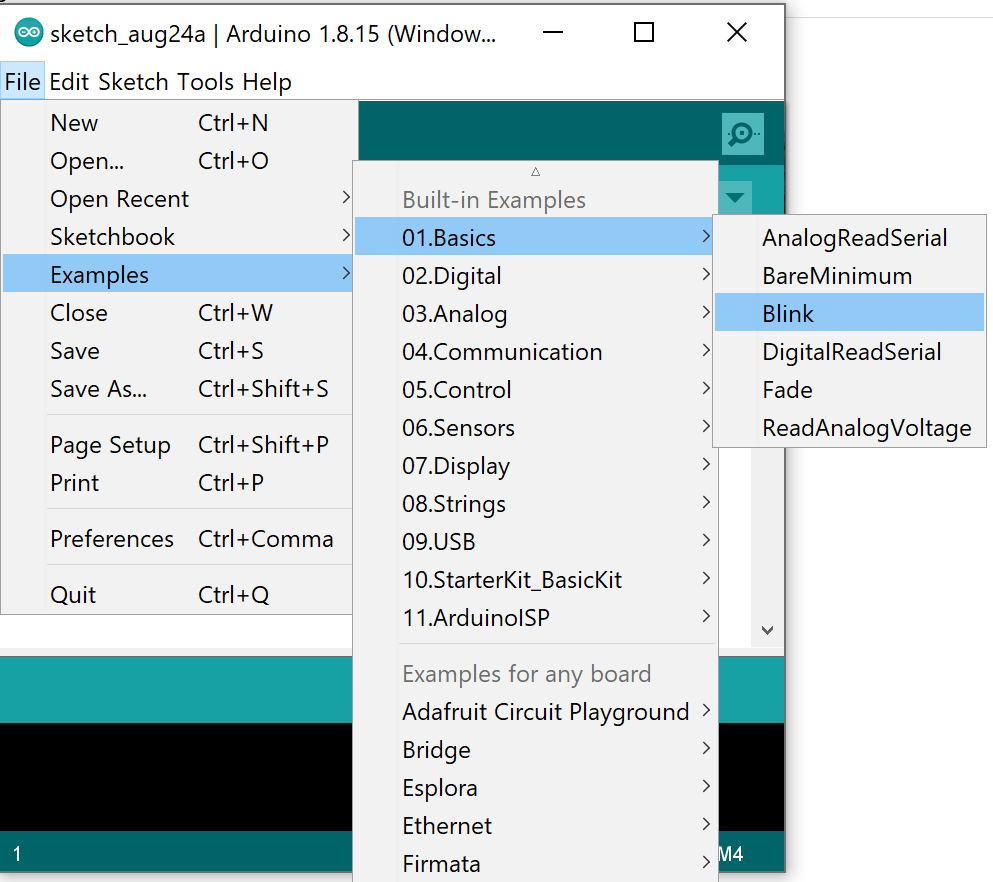 sketch_aug24a | Arduino 1.8.15 (Window...
File Edit Sketch Tools Help
New Ctrl+N
Open... Ctrl+O
Open Recent
Sketchbook
Examples
Close Ctrl+W
Save Ctrl+S
Save As... Ctrl+Shift+S
Page Setup Ctrl+Shift+P
Print Ctrl+P
Preferences Ctrl+Comma
Quit Ctrl+Q
Built-in Examples
01.Basics
02.Digital
03.Analog
04.Communication
05.Control
06.Sensors
07.Display
08.Strings
09.USB
10.StarterKit_BasicKit
11.ArduinoISP
Examples for any board
Adafruit Circuit Playground
Bridge
Esplora
Ethernet
Firmata
AnalogReadSerial
BareMinimum
Blink
DigitalReadSerial
Fade
ReadAnalogVoltage
1
M4